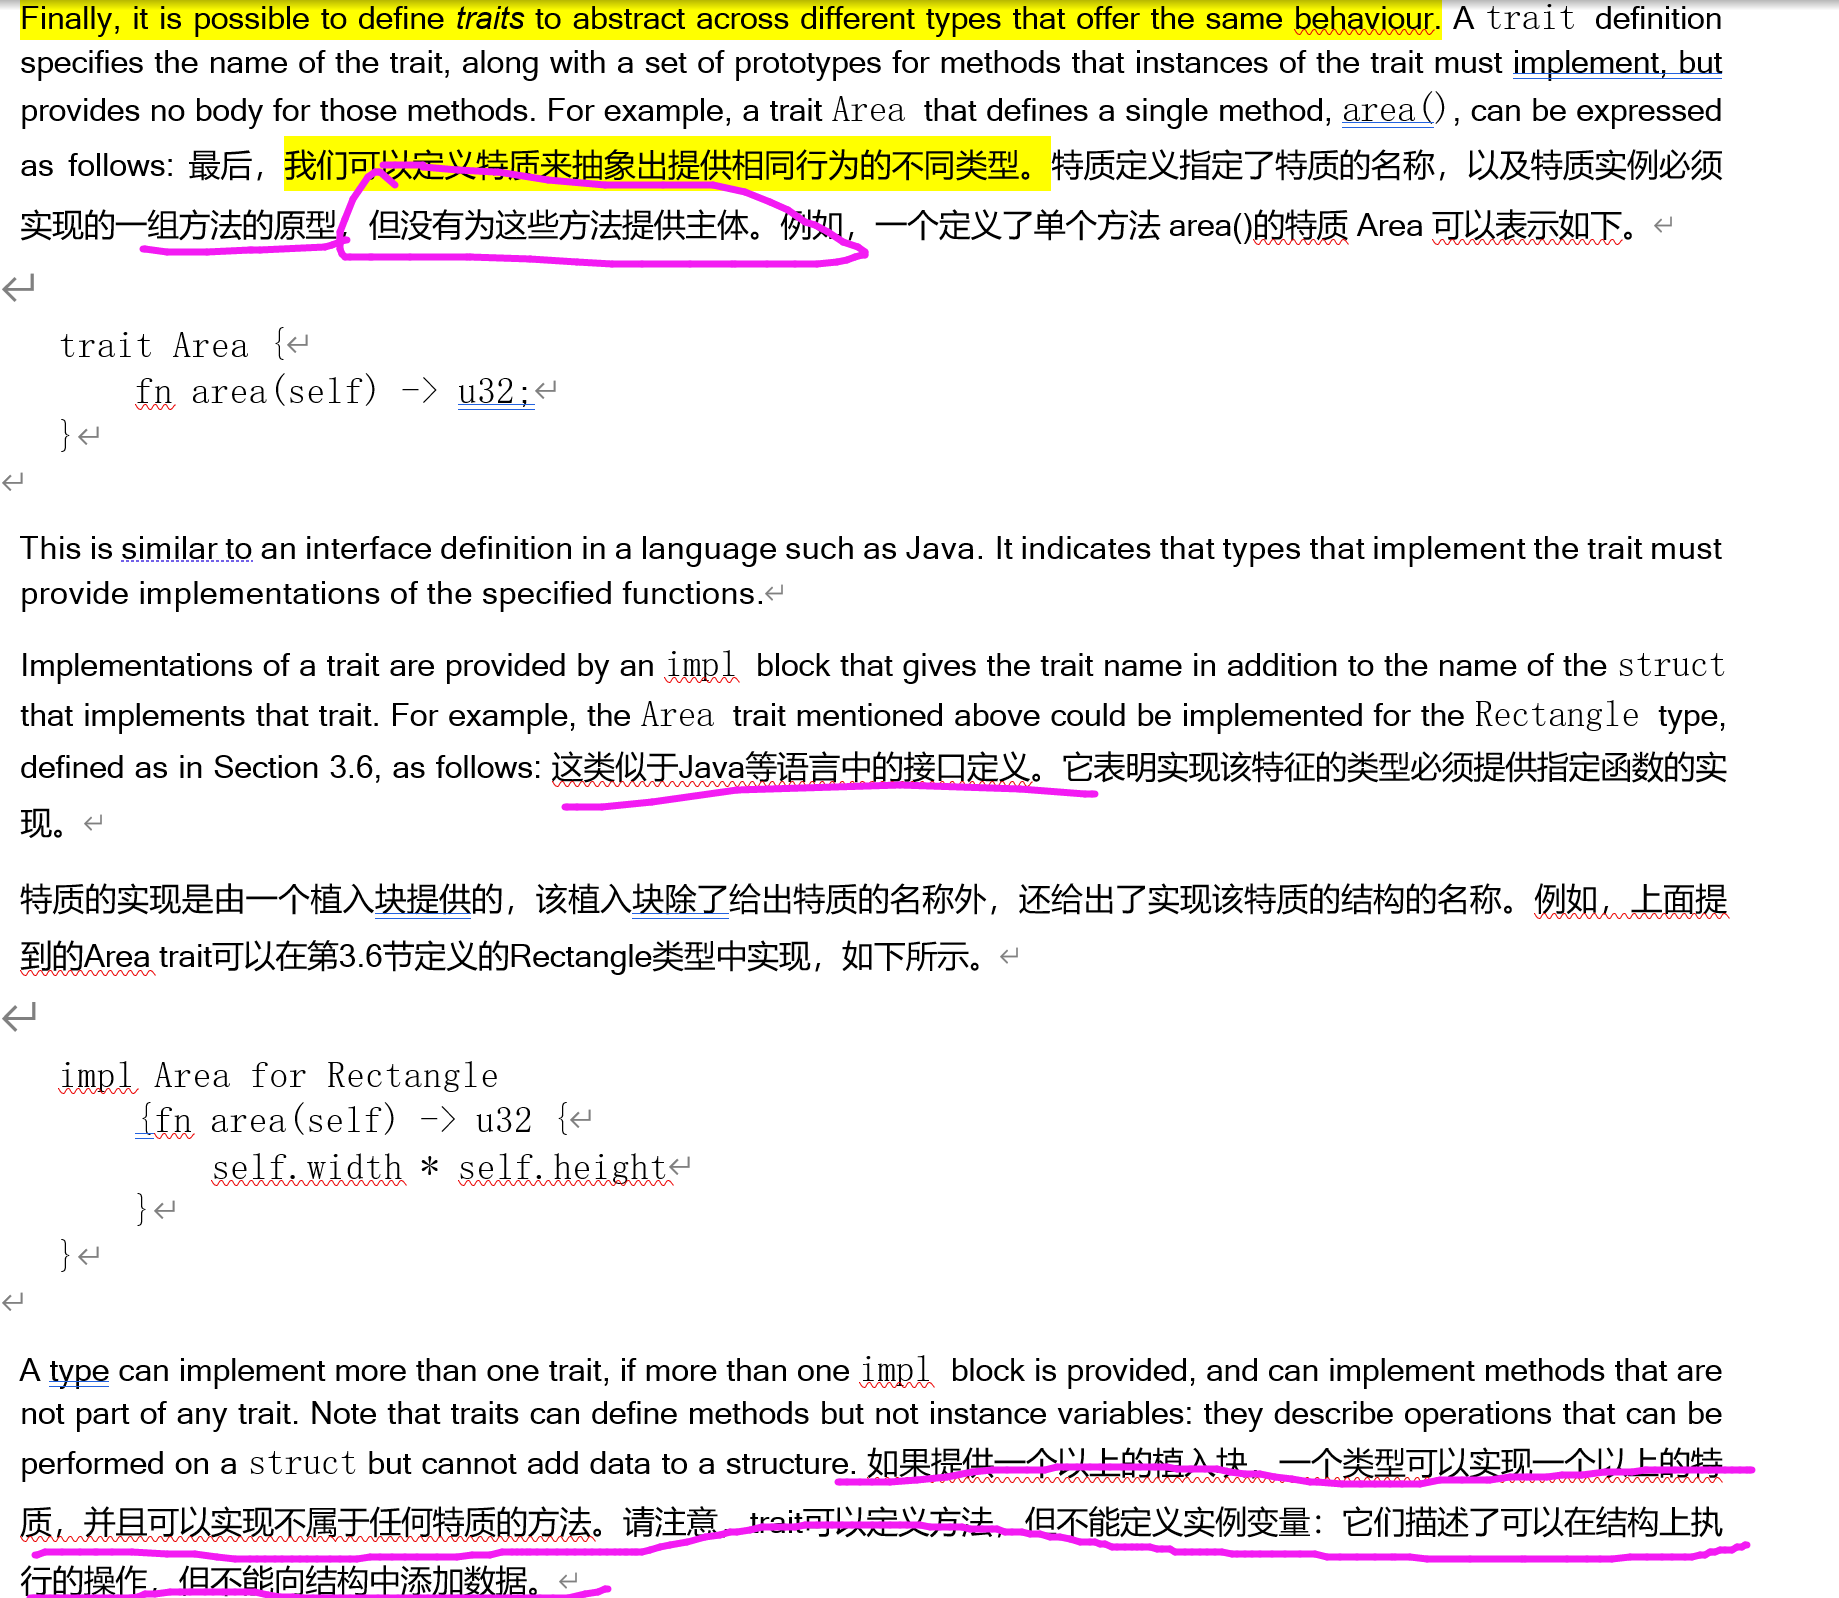 Finally, it is possible to define traits to abstract across different types that offer the same behaviour. A trait definition
specifies the name of the trait, along with a set of prototypes for methods that instances of the trait must implement, but
provides no body for those methods. For example, a trait Area that defines a single method, area(), can be expressed
as follows: 最后，我们可以定义特质来抽象出提供相同行为的不同类型。特质定义指定了特质的名称，以及特质实例必须
实现的一组方法的原型，但没有为这些方法提供主体。例如，一个定义了单个方法 area()的特质 Area 可以表示如下。
trait Area {
fn area(self) -> u32;
}
This is similar to an interface definition in a language such as Java. It indicates that types that implement the trait must
provide implementations of the specified functions.
Implementations of a trait are provided by an impl block that gives the trait name in addition to the name of the struct
that implements that trait. For example, the Area trait mentioned above could be implemented for the Rectangle type,
defined as in Section 3.6, as follows: 这类似于Java等语言中的接口定义。它表明实现该特征的类型必须提供指定函数的实
现。
特质的实现是由一个植入块提供的，该植入块除了给出特质的名称外，还给出了实现该特质的结构的名称。例如，上面提
到的Area trait可以在第3.6节定义的Rectangle类型中实现，如下所示。
impl Area for Rectangle
{fn area(self) -> u32 {
self.width * self.height
}
}
A type can implement more than one trait, if more than one impl block is provided, and can implement methods that are
not part of any trait. Note that traits can define methods but not instance variables: they describe operations that can be
performed on a struct but cannot add data to a structure. 如果提供一个以上的植入块，一个类型可以实现一个以上的特
质，并且可以实现不属于任何特质的方法。请注意，trait可以定义方法，但不能定义实例变量：它们描述了可以在结构上执
行的操作，但不能向结构中添加数据。